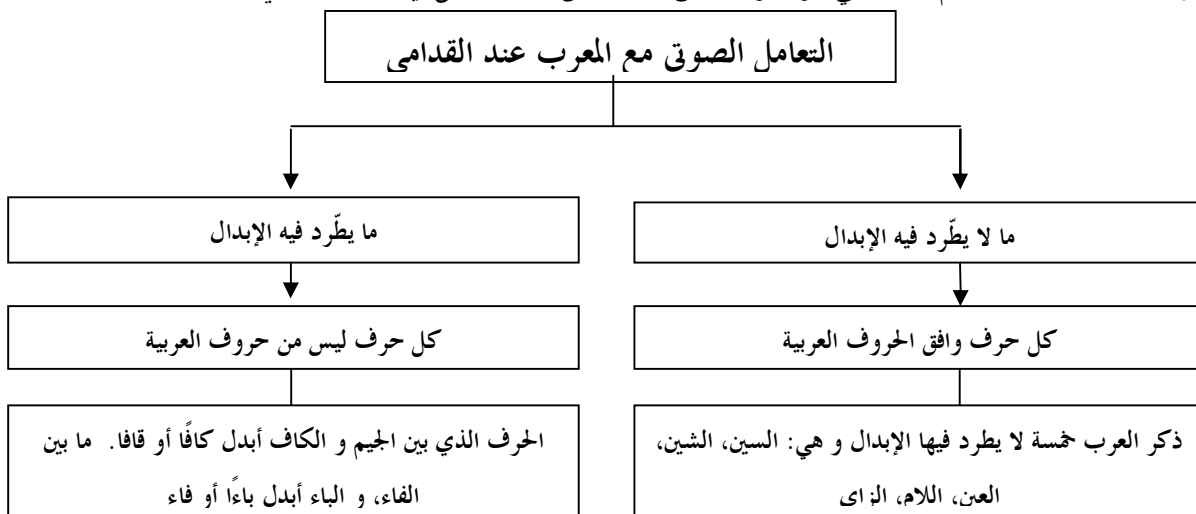 التعامل الصوتي مع المعرب عند القدامى
ما لا يطّرد فيه الإبدال
ما يطّرد فيه الإبدال
كل حرف وافق الحروف العربية
كل حرف ليس من حروف العربية
ذكر العرب خمسة لا يطرد فيها الإبدال و هي: السين، الشين،
العين، اللام، الزاي
الحرف الذي بين الجيم و الكاف أبدل كافًا أو قافا. ما بين
الفاء، و الباء أبدل باءًا أو فاء